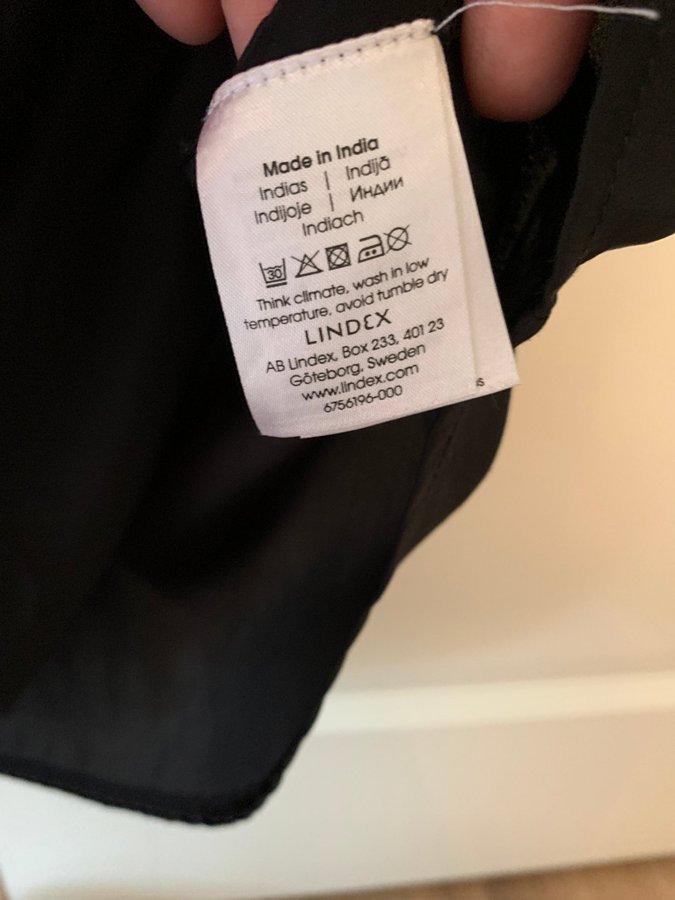 Made in India
Indias | Indijā
Indijoje | Индии
Indiach
30
Think climate, wash in low
temperature, avoid tumble dry
LINDEX
AB Lindex, Box 233, 401 23
Göteborg, Sweden
www.lindex.com
6756196-000